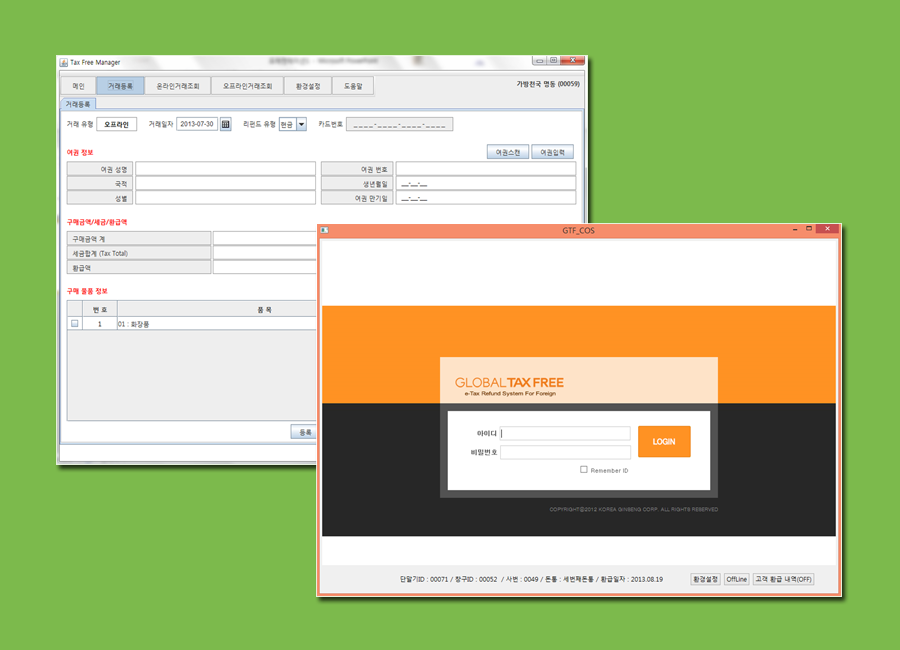 Tax Free Manager
메인 거래등록 온라인거래조회 오프라인거래조회 환경설정 도움말 가방천국 명동 (00059)
거래등록
거래 유형 오프라인 거래일자 2013-07-30 리펀드 유형 현금 카드번호 ____-____-____-____
여권 정보 여권스캔 여권입력
여권 성명 여권 번호
국적 생년월일 __-__-__
성별 여권 만기일 __-__-__
구매금액/세금/환급액
구매금액 계
세금합계 (Tax Total)
환급액
구매 물품 정보
번 호 품 목
1 01 : 화장품
등록
GTF_COS
GLOBAL TAX FREE
e-Tax Refund System For Foreign
아이디
비밀번호
LOGIN
Remember ID
COPYRIGHT©2012 KOREA GINSENG CORP. ALL RIGHTS RESERVED
단말기ID : 00071 / 창구ID : 00052 / 사번 : 0049 / 돈통 : 세번째돈통 / 환급일자 : 2013.08.19 환경설정 OffLine 고객 환급 내역(OFF)